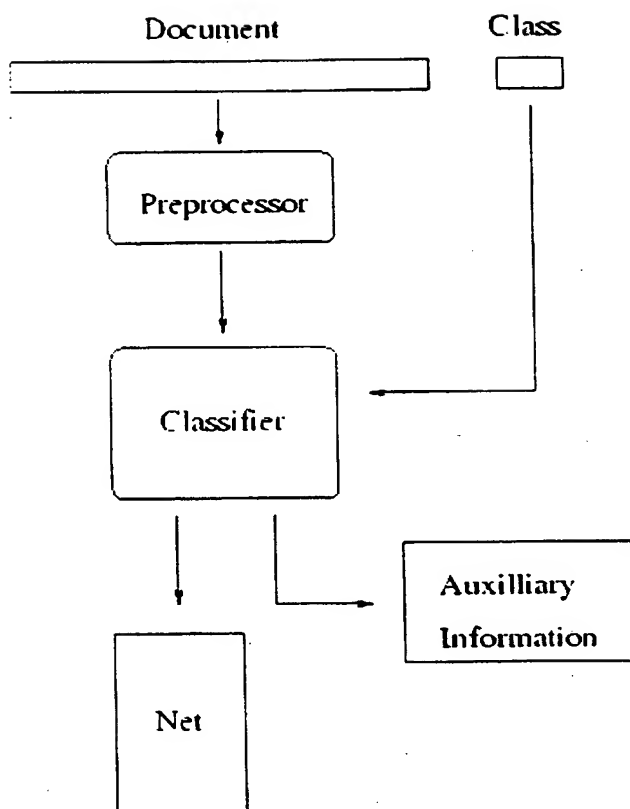 Document
Class
Preprocessor
Classifier
Auxilliary
Information
Net